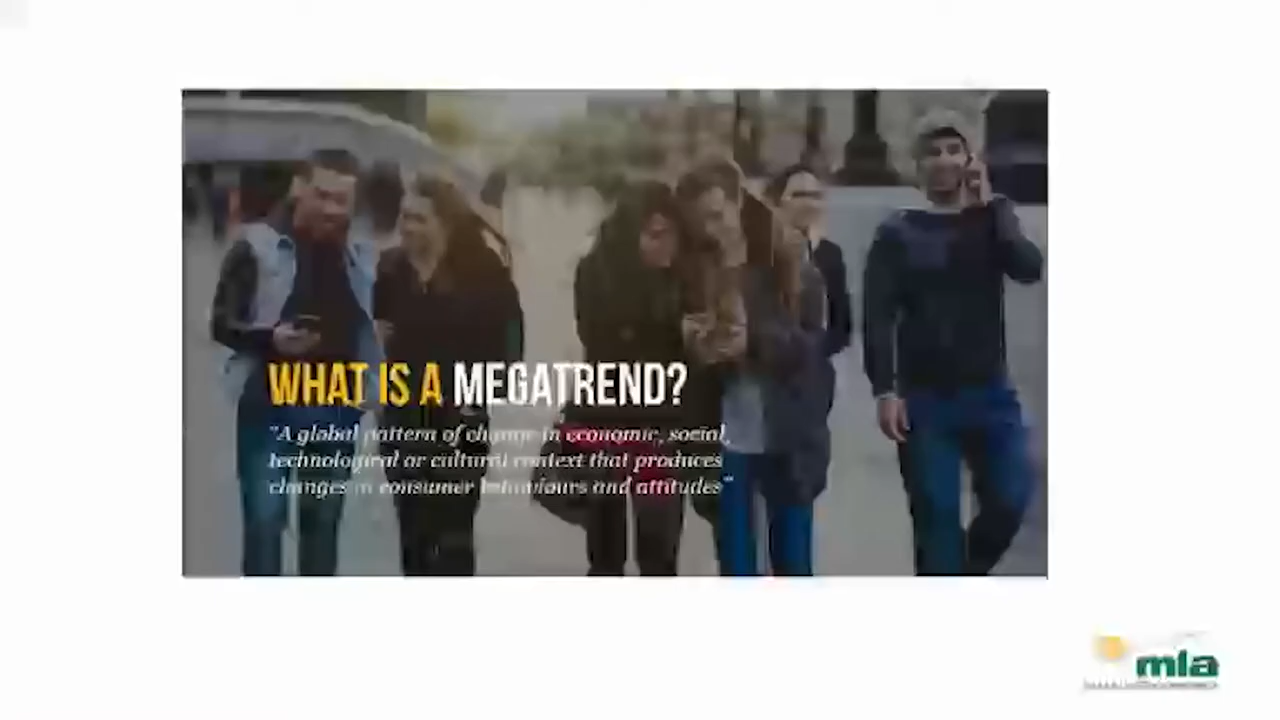 WHAT IS A MEGATREND?
"A global pattern of change in economic, social,
technological or cultural context that produces
changes in consumer behaviours and attitudes"
mla